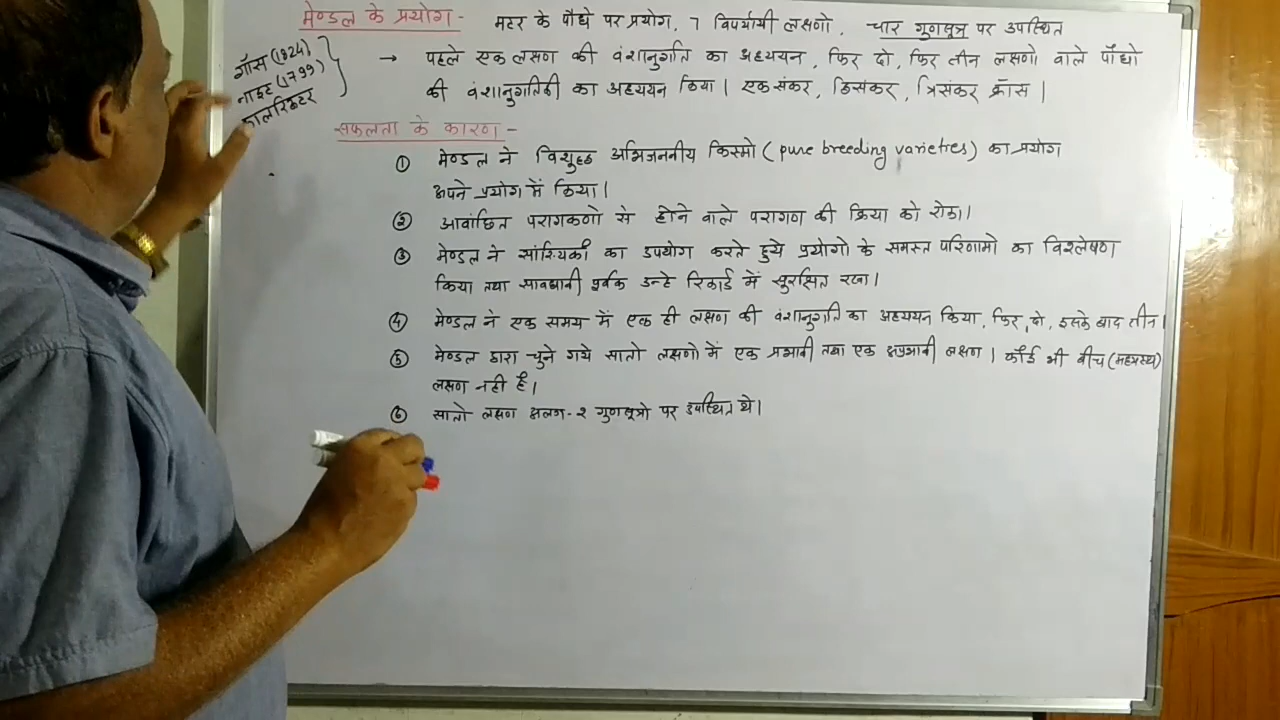 मेण्डल के प्रयोग - मटर के पौधे पर प्रयोग, 7 विपर्यायी लक्षणो, चार गुणसूत्र पर उपस्थित
गॉस (1824)
नाइट (1799)
→ पहले एक लक्षण की वंशानुगति का अध्ययन, फिर दो, फिर तीन लक्षणो वाले पौधो
की वंशानुगतिकी का अध्ययन किया। एकसंकर, द्विसंकर, त्रिसंकर क्रॉस।
सफलता के कारण -
① मेण्डल ने विशुद्ध अभिजननीय किस्मो (pure breeding varieties) का प्रयोग
अपने प्रयोग में किया।
② आवांछित परागकणो से होने वाले परागण की क्रिया को रोका।
③ मेण्डल ने सांख्यिकी का उपयोग करते हुये प्रयोगो के समस्त परिणामो का विश्लेषण
किया तथा सावधानी पूर्वक उन्हे रिकार्ड में सुरक्षित रखा।
④ मेण्डल ने एक समय में एक ही लक्षण की वंशानुगति का अध्ययन किया, फिर, दो, इसके बाद तीन।
⑤ मेण्डल द्वारा चुने गये सातो लक्षणो में एक प्रभावी तथा एक अप्रभावी लक्षण। कोई भी बीच (मध्यस्थ)
लक्षण नही है।
⑥ सातो लक्षण अलग-२ गुणसूत्रो पर उपस्थित थे।